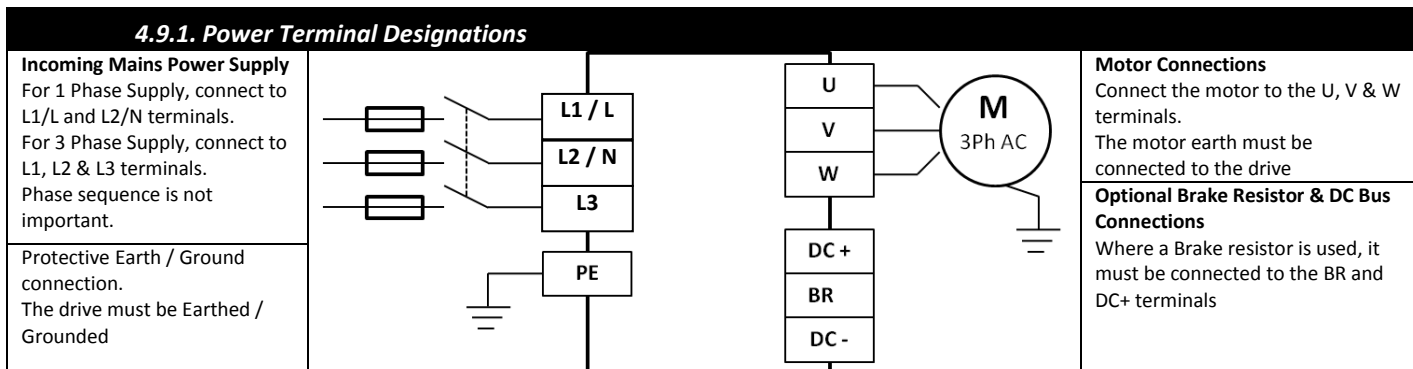 4.9.1. Power Terminal Designations
Incoming Mains Power Supply
For 1 Phase Supply, connect to
L1/L and L2/N terminals.
For 3 Phase Supply, connect to
L1, L2 & L3 terminals.
Phase sequence is not
important.
Protective Earth / Ground
connection.
The drive must be Earthed /
Grounded
L1 / L
L2 / N
L3
PE
U
V
W
DC +
BR
DC -
M
3Ph AC
Motor Connections
Connect the motor to the U, V & W
terminals.
The motor earth must be
connected to the drive
Optional Brake Resistor & DC Bus
Connections
Where a Brake resistor is used, it
must be connected to the BR and
DC+ terminals